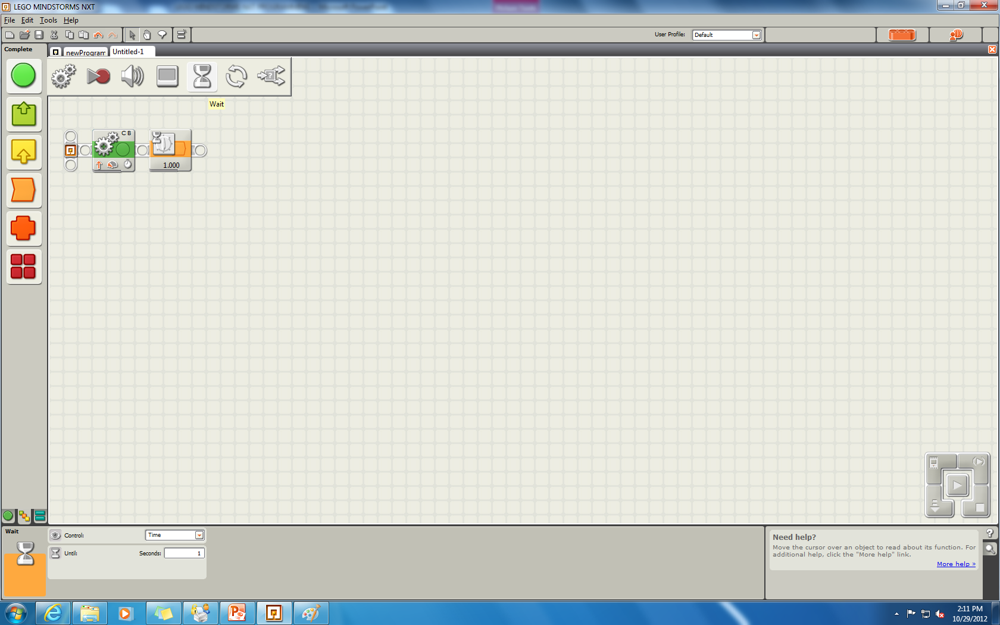 LEGO MINDSTORMS NXT
File Edit Tools Help
User Profile: Default
Complete
newProgram Untitled-1
Wait
C B
1.000
Wait
Control: Time
Until: Seconds: 1
Need help?
Move the cursor over an object to read about its function. For
additional help, click the "More help" link.
More help »
2:11 PM
10/29/2012